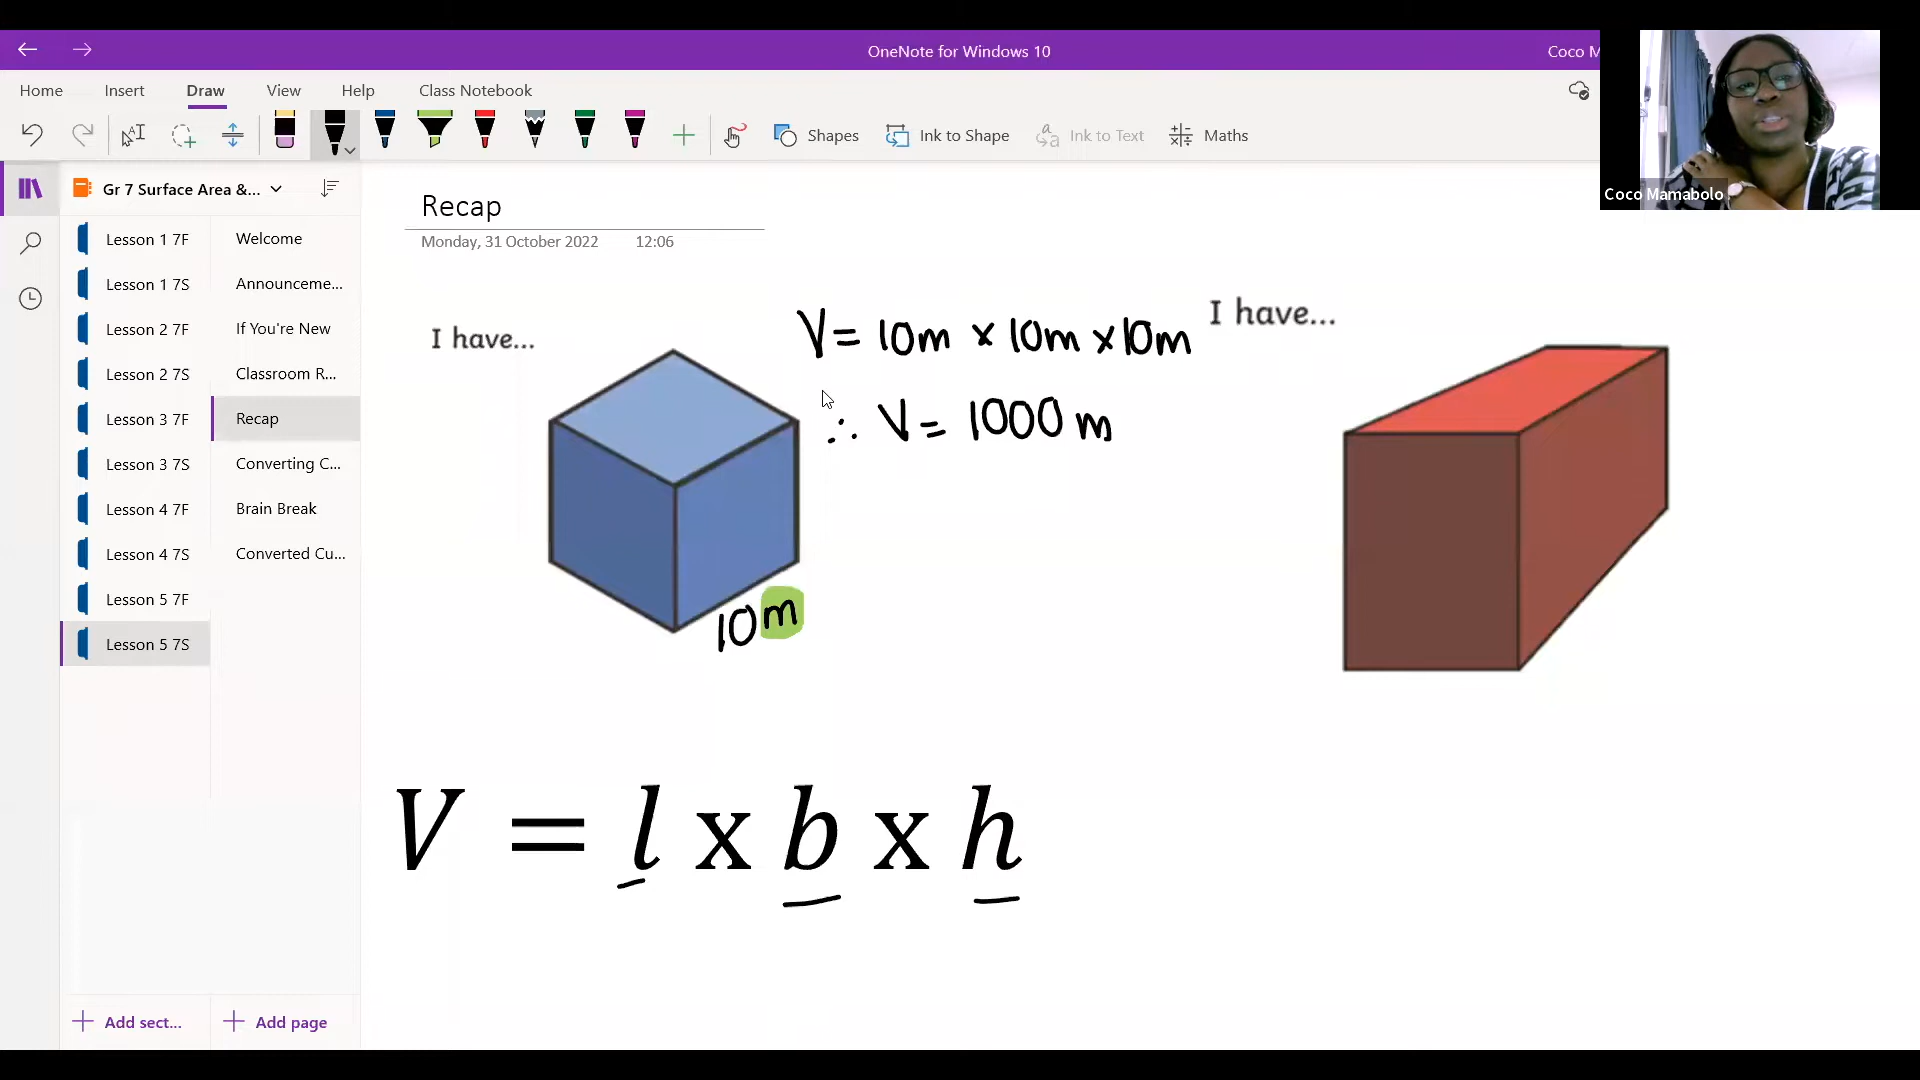 OneNote for Windows 10
Coco M
Home Insert Draw View Help Class Notebook
Shapes Ink to Shape Ink to Text Maths
Coco Mamabolo
Gr 7 Surface Area &...
Lesson 1 7F
Lesson 1 7S
Lesson 2 7F
Lesson 2 7S
Lesson 3 7F
Lesson 3 7S
Lesson 4 7F
Lesson 4 7S
Lesson 5 7F
Lesson 5 7S
Add sect...
Welcome
Announceme...
If You're New
Classroom R...
Recap
Converting C...
Brain Break
Converted Cu...
Add page
Recap
Monday, 31 October 2022 12:06
I have...
V = 10m x 10m x 10m
∴ V = 1000 m
10m
I have...
V = l x b x h